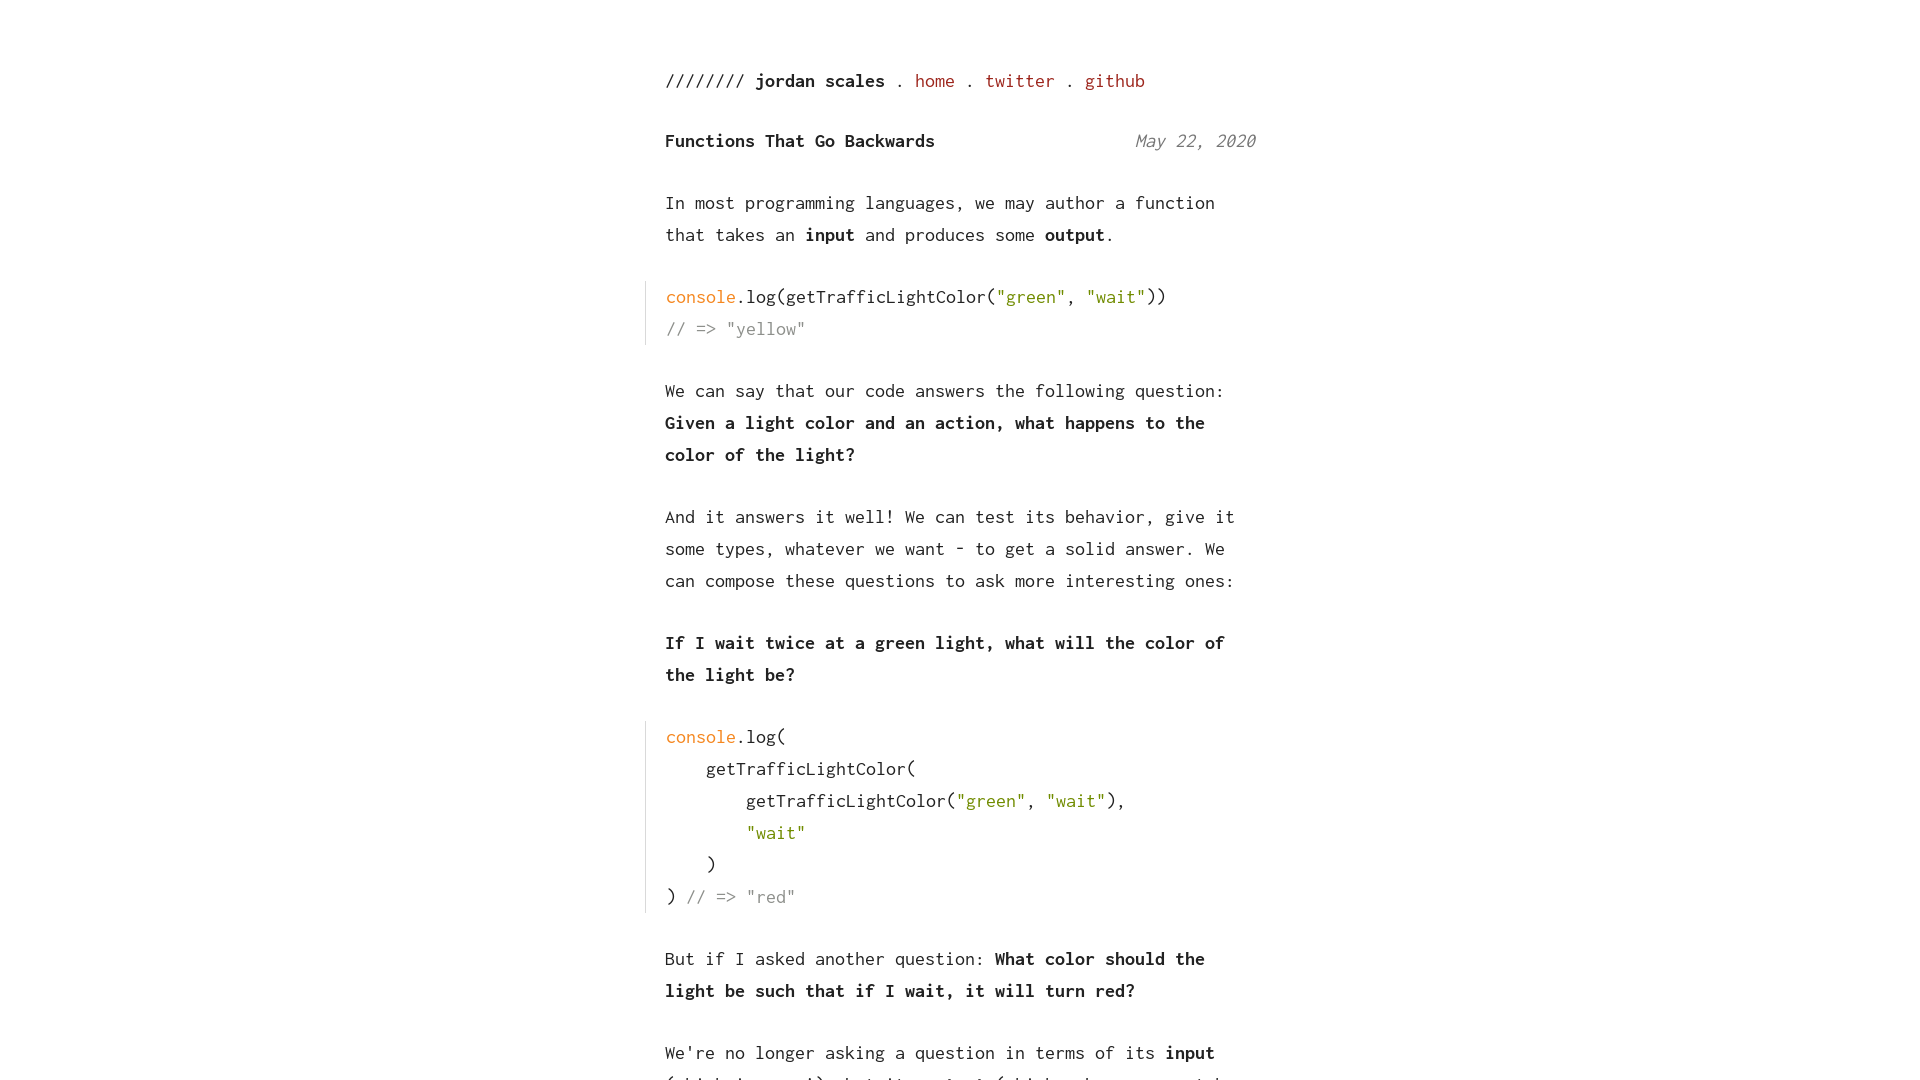 //////// jordan scales . home . twitter . github
Functions That Go Backwards May 22, 2020
In most programming languages, we may author a function
that takes an input and produces some output.
console.log(getTrafficLightColor("green", "wait"))
// => "yellow"
We can say that our code answers the following question:
Given a light color and an action, what happens to the
color of the light?
And it answers it well! We can test its behavior, give it
some types, whatever we want - to get a solid answer. We
can compose these questions to ask more interesting ones:
If I wait twice at a green light, what will the color of
the light be?
console.log(
    getTrafficLightColor(
        getTrafficLightColor("green", "wait"),
        "wait"
    )
) // => "red"
But if I asked another question: What color should the
light be such that if I wait, it will turn red?
We're no longer asking a question in terms of its input